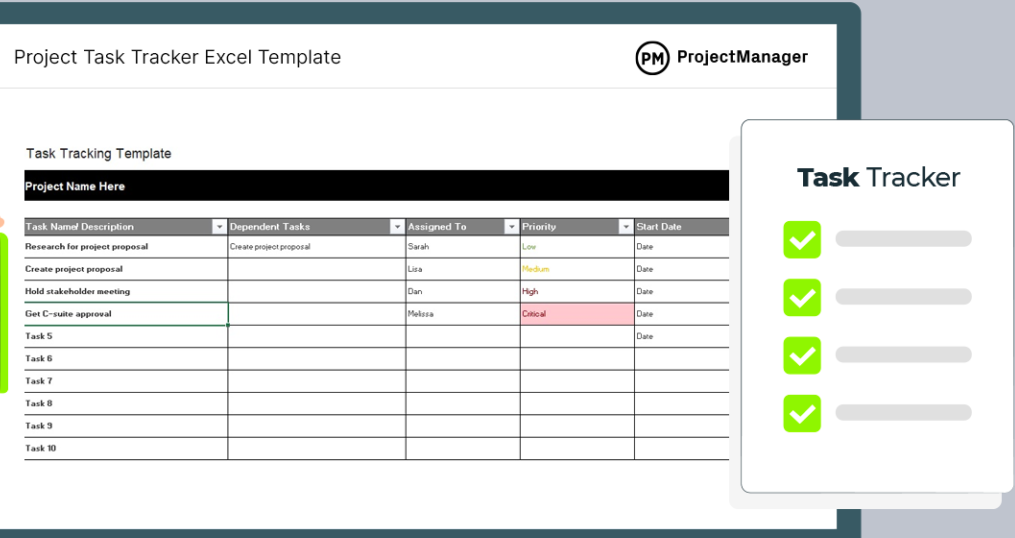 Project Task Tracker Excel Template
PM ProjectManager
Task Tracking Template
Project Name Here
Task Name/ Description Dependent Tasks Assigned To Priority Start Date
Research for project proposal Create project proposal Sarah Low Date
Create project proposal Lisa Medium Date
Hold stakeholder meeting Dan High Date
Get C-suite approval Melissa Critical Date
Task 5 Date
Task 6
Task 7
Task 8
Task 9
Task 10
Task Tracker